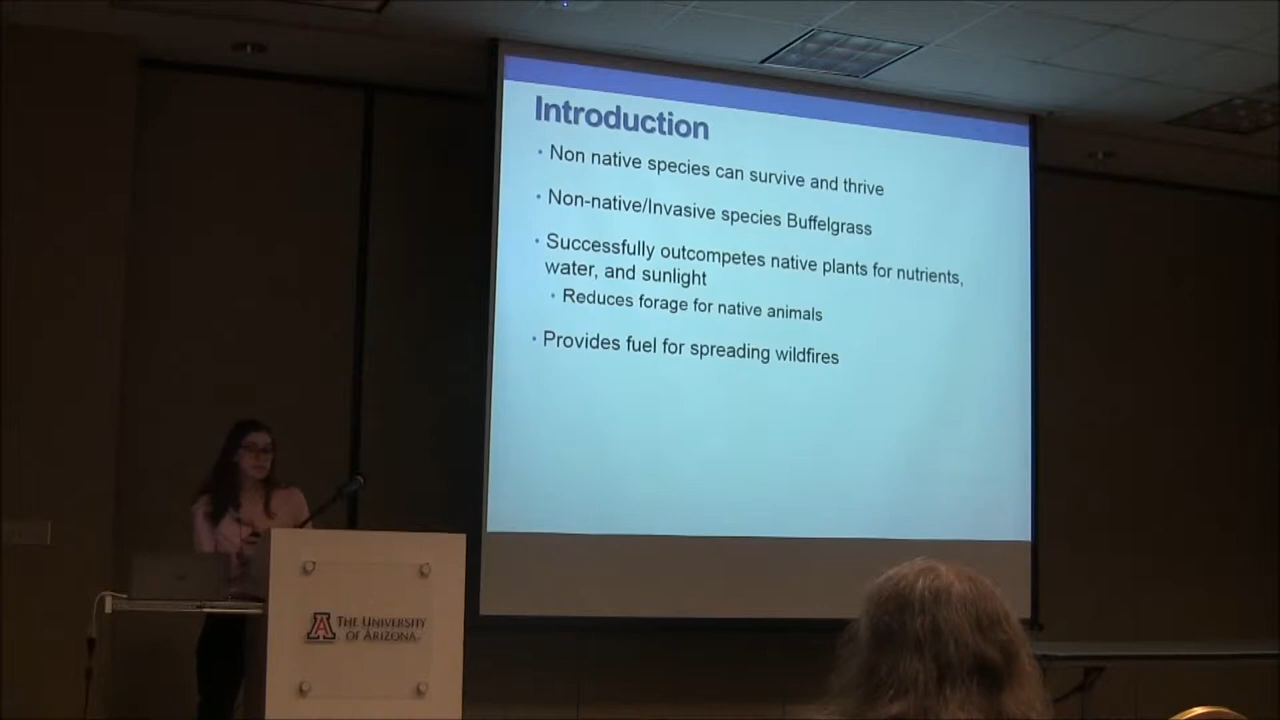 Introduction
• Non native species can survive and thrive
• Non-native/Invasive species Buffelgrass
• Successfully outcompetes native plants for nutrients,
water, and sunlight
• Reduces forage for native animals
• Provides fuel for spreading wildfires
A THE UNIVERSITY
OF ARIZONA